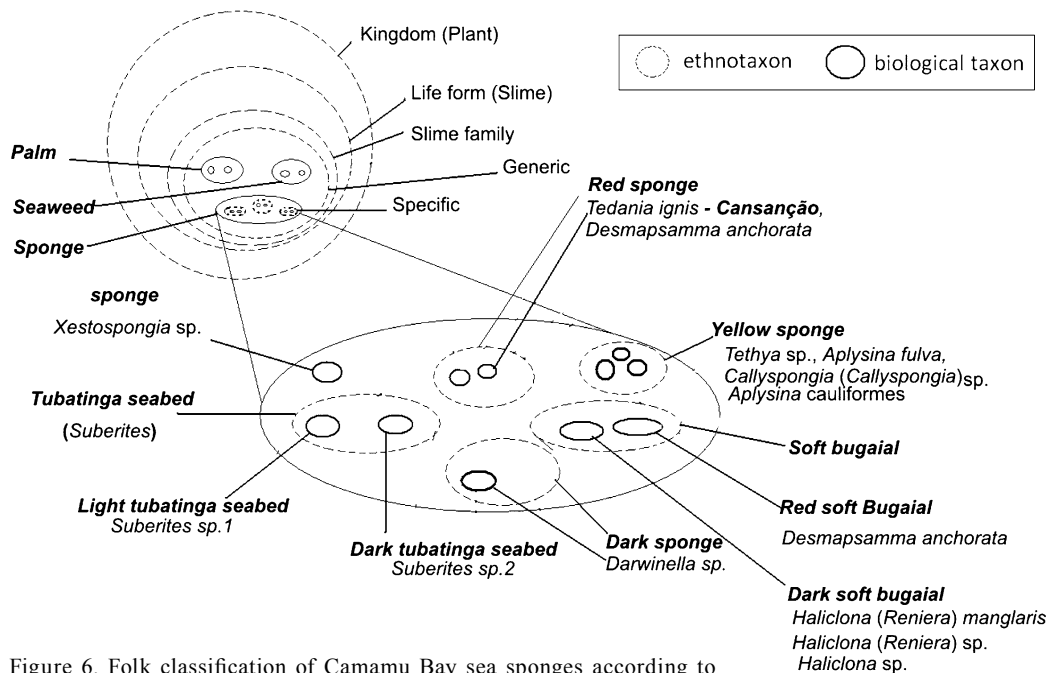 Kingdom (Plant)
ethnotaxon
biological taxon
Life form (Slime)
Slime family
Palm
Generic
Red sponge
Tedania ignis - Cansanção,
Desmapsamma anchorata
Seaweed
Specific
Sponge
sponge
Xestospongia sp.
Yellow sponge
Tethya sp., Aplysina fulva,
Callyspongia (Callyspongia)sp.
Aplysina cauliformes
Tubatinga seabed
(Suberites)
Soft bugaial
Light tubatinga seabed
Suberites sp.1
Red soft Bugaial
Desmapsamma anchorata
Dark tubatinga seabed
Suberites sp.2
Dark sponge
Darwinella sp.
Dark soft bugaial
Haliclona (Reniera) manglaris
Haliclona (Reniera) sp.
Haliclona sp.
Figure 6. Folk classification of Camamu Bay sea sponges according to